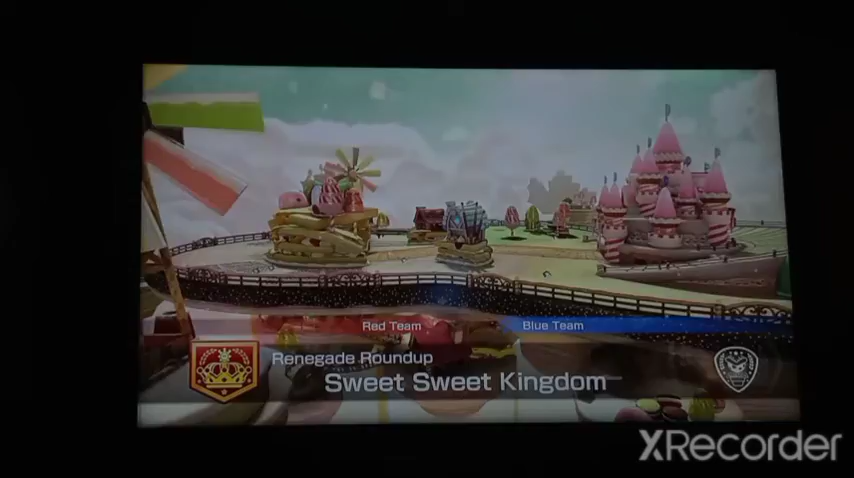 Red Team
Blue Team
Renegade Roundup
Sweet Sweet Kingdom
XRecorder